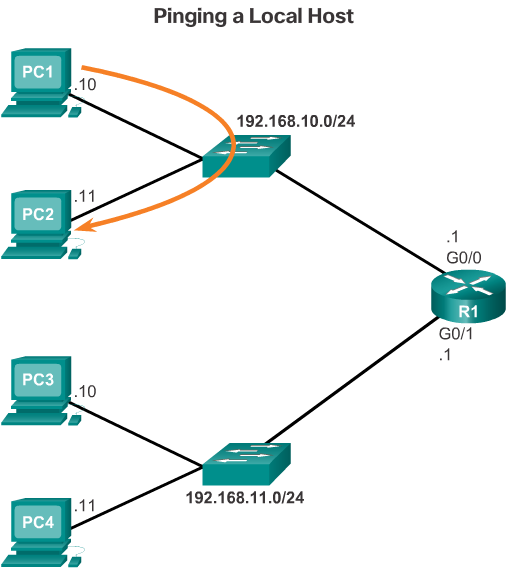 Pinging a Local Host
PC1
.10
192.168.10.0/24
.11
PC2
.1
G0/0
R1
G0/1
.1
PC3
.10
.11
192.168.11.0/24
PC4